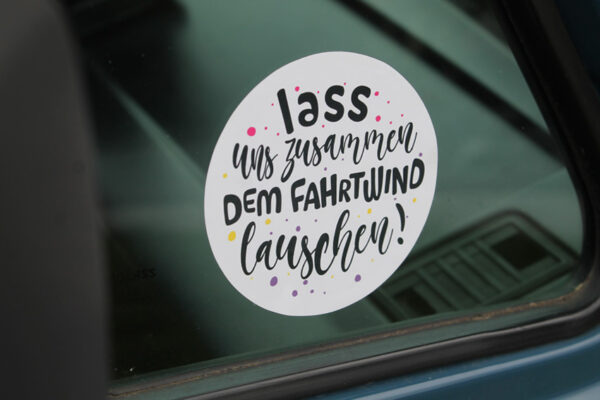 lass
uns zusammen
DEM FAHRTWIND
lauschen!